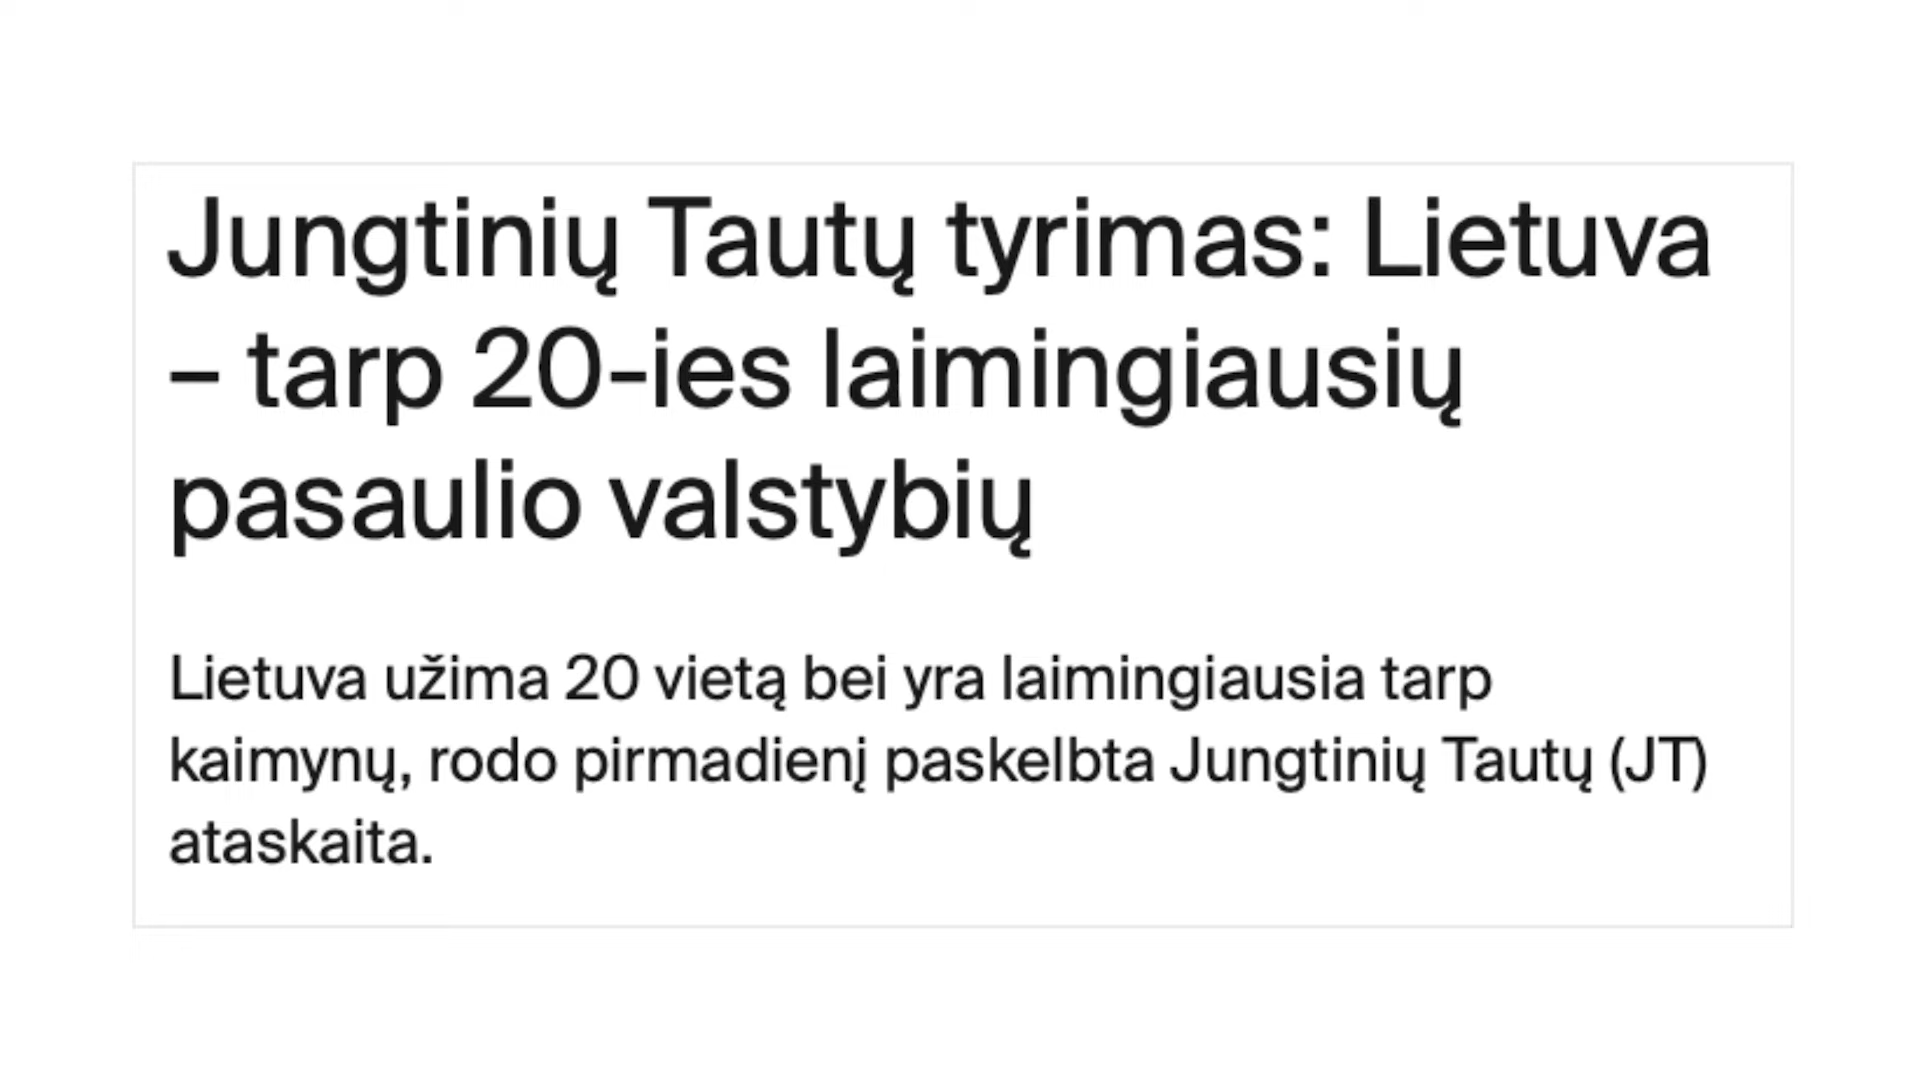 Jungtinių Tautų tyrimas: Lietuva
– tarp 20-ies laimingiausių
pasaulio valstybių
Lietuva užima 20 vietą bei yra laimingiausia tarp
kaimynų, rodo pirmadienį paskelbta Jungtinių Tautų (JT)
ataskaita.